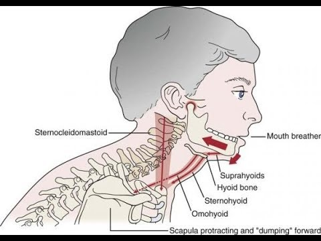 Sternocleidomastoid
Mouth breather
Suprahyoids
Hyoid bone
Sternohyoid
Omohyoid
Scapula protracting and "dumping" forward